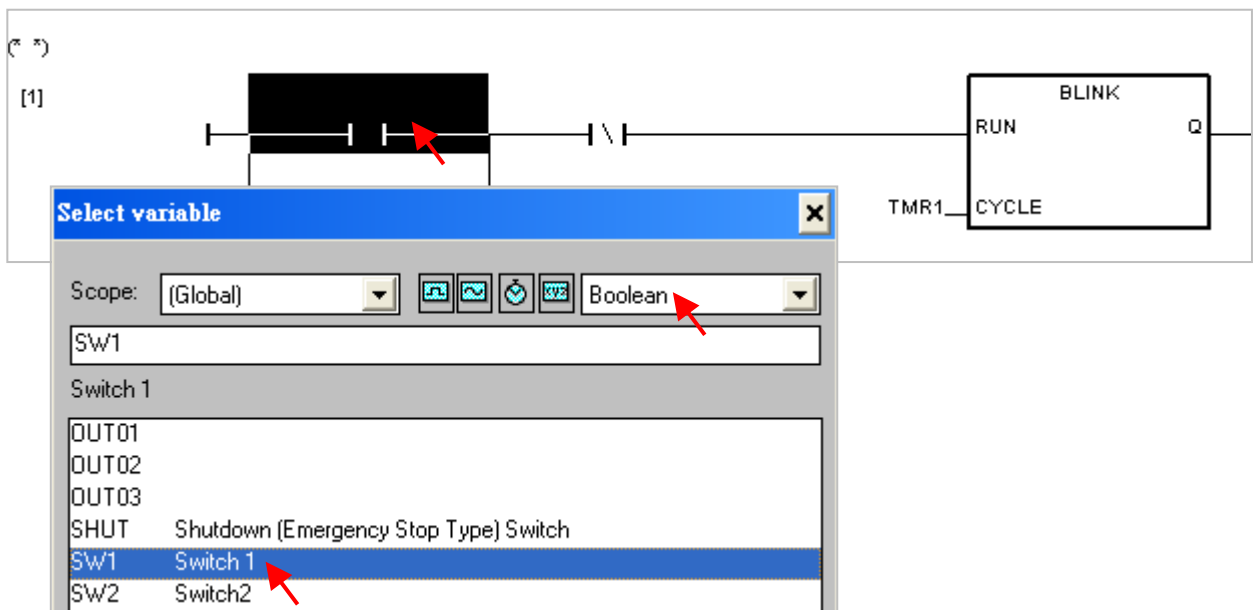 (* *)
[1]
BLINK
RUN Q
TMR1 CYCLE
Select variable
Scope: (Global) xyz Boolean
SW1
Switch 1
OUT01
OUT02
OUT03
SHUT Shutdown (Emergency Stop Type) Switch
SW1 Switch 1
SW2 Switch2